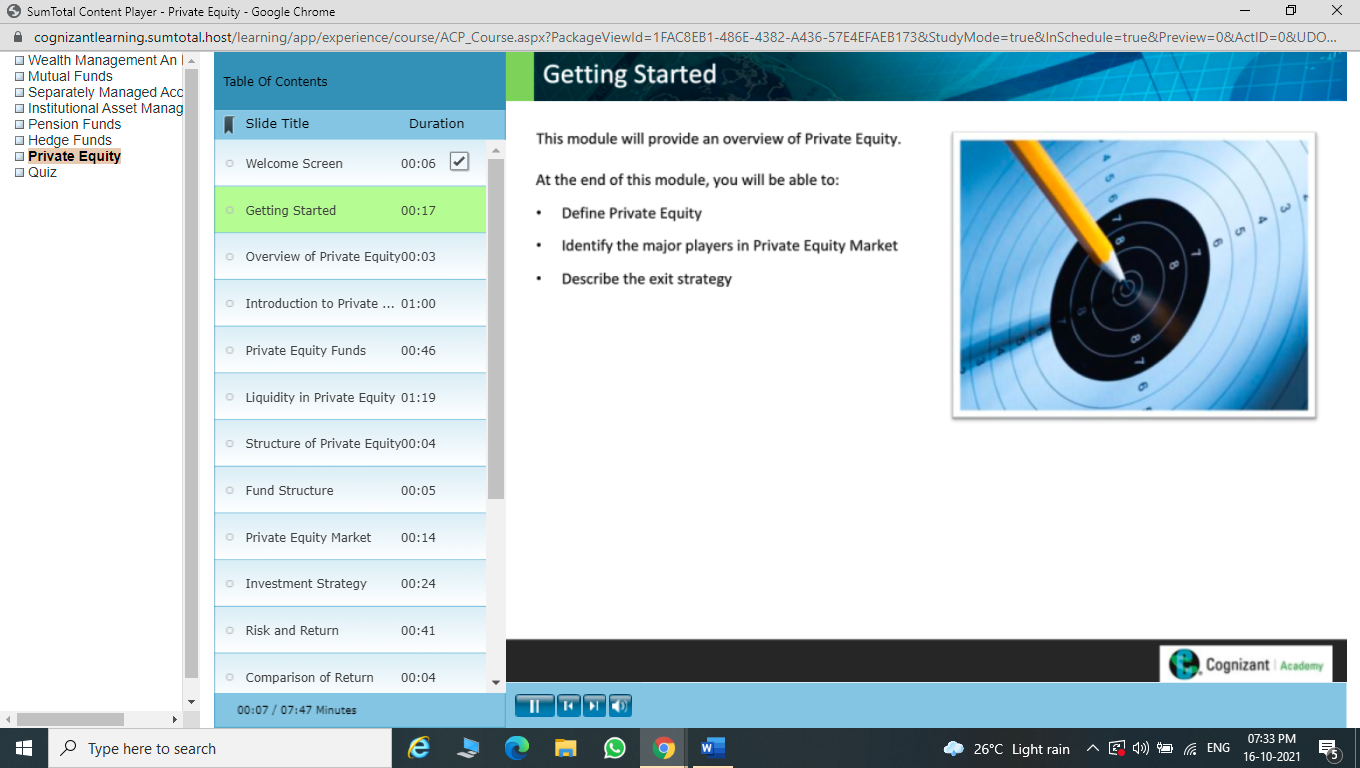 SumTotal Content Player - Private Equity - Google Chrome
cognizantlearning.sumtotal.host/learning/app/experience/course/ACP_Course.aspx?PackageViewId=1FAC8EB1-486E-4382-A436-57E4EFAEB173&StudyMode=true&InSchedule=true&Preview=0&ActID=0&UDO...
Wealth Management An
Mutual Funds
Separately Managed Acc
Institutional Asset Manag
Pension Funds
Hedge Funds
Private Equity
Quiz
Table Of Contents
Slide Title Duration
Welcome Screen 00:06
Getting Started 00:17
Overview of Private Equity 00:03
Introduction to Private ... 01:00
Private Equity Funds 00:46
Liquidity in Private Equity 01:19
Structure of Private Equity 00:04
Fund Structure 00:05
Private Equity Market 00:14
Investment Strategy 00:24
Risk and Return 00:41
Comparison of Return 00:04
00:07 / 07:47 Minutes
Getting Started
This module will provide an overview of Private Equity.
At the end of this module, you will be able to:
• Define Private Equity
• Identify the major players in Private Equity Market
• Describe the exit strategy
Cognizant | Academy
Type here to search
26°C Light rain
ENG
07:33 PM
16-10-2021
5